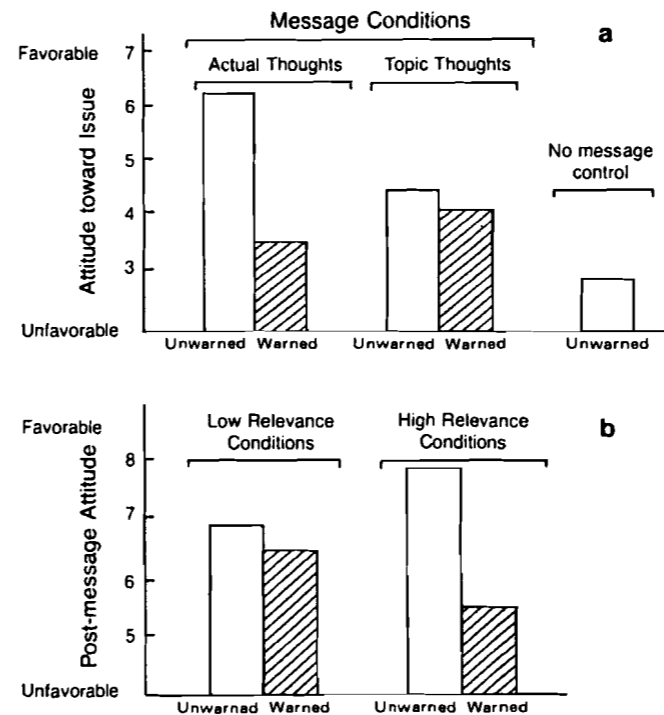 Message Conditions
a
Favorable
7
Actual Thoughts
Topic Thoughts
6
5
4
3
No message
control
Attitude toward Issue
Unfavorable
Unwarned Warned
Unwarned Warned
Unwarned
b
Favorable
Low Relevance
Conditions
High Relevance
Conditions
8
7
6
5
Post-message Attitude
Unfavorable
Unwarned Warned
Unwarned Warned